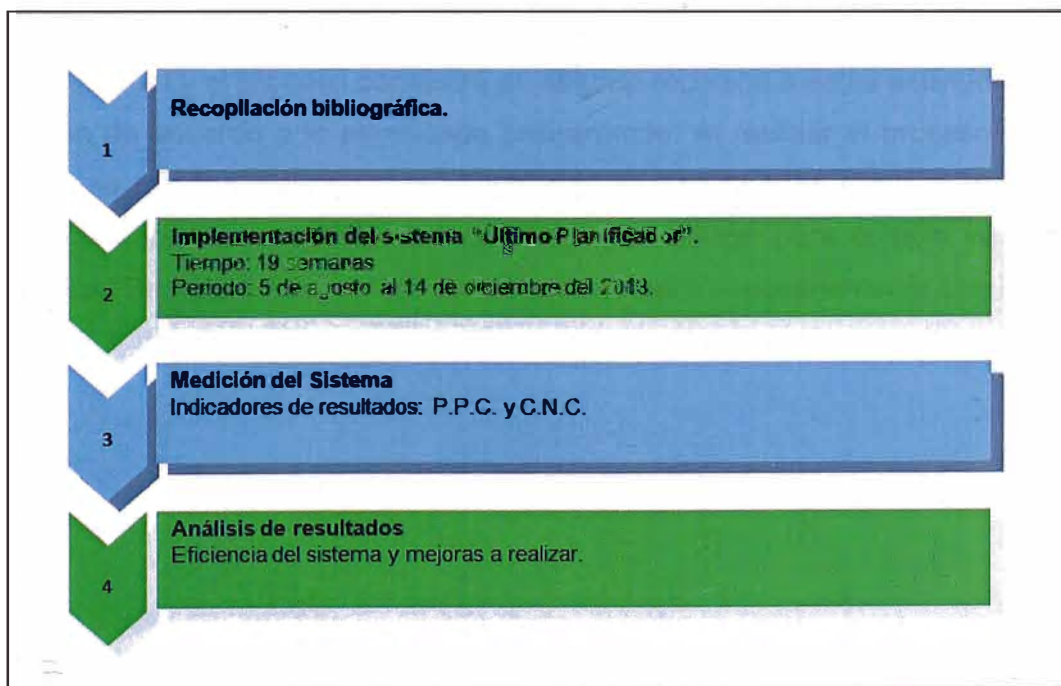 1
Recopilación bibliográfica.
2
Implementación del sistema "Último Planificador".
Tiempo: 19 semanas
Periodo: 5 de agosto al 14 de diciembre del 2013.
3
Medición del Sistema
Indicadores de resultados: P.P.C. y C.N.C.
4
Análisis de resultados
Eficiencia del sistema y mejoras a realizar.